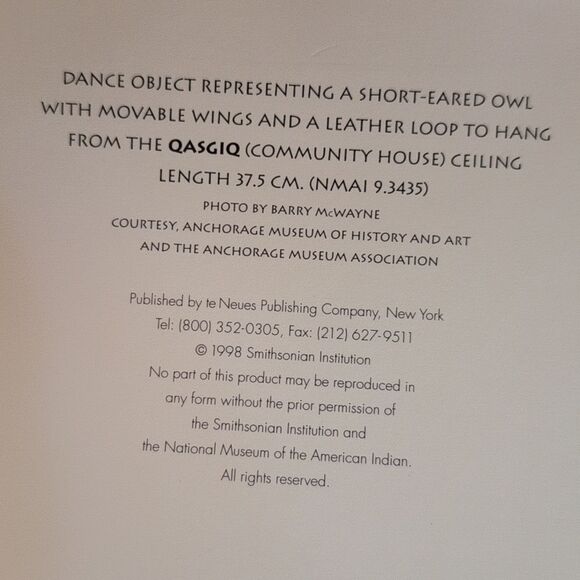 DANCE OBJECT REPRESENTING A SHORT-EARED OWL
WITH MOVABLE WINGS AND A LEATHER LOOP TO HANG
FROM THE QASGIQ (COMMUNITY HOUSE) CEILING
LENGTH 37.5 CM. (NMAI 9.3435)
PHOTO BY BARRY McWAYNE
COURTESY, ANCHORAGE MUSEUM OF HISTORY AND ART
AND THE ANCHORAGE MUSEUM ASSOCIATION
Published by te Neues Publishing Company, New York
Tel: (800) 352-0305, Fax: (212) 627-9511
© 1998 Smithsonian Institution
No part of this product may be reproduced in
any form without the prior permission of
the Smithsonian Institution and
the National Museum of the American Indian.
All rights reserved.